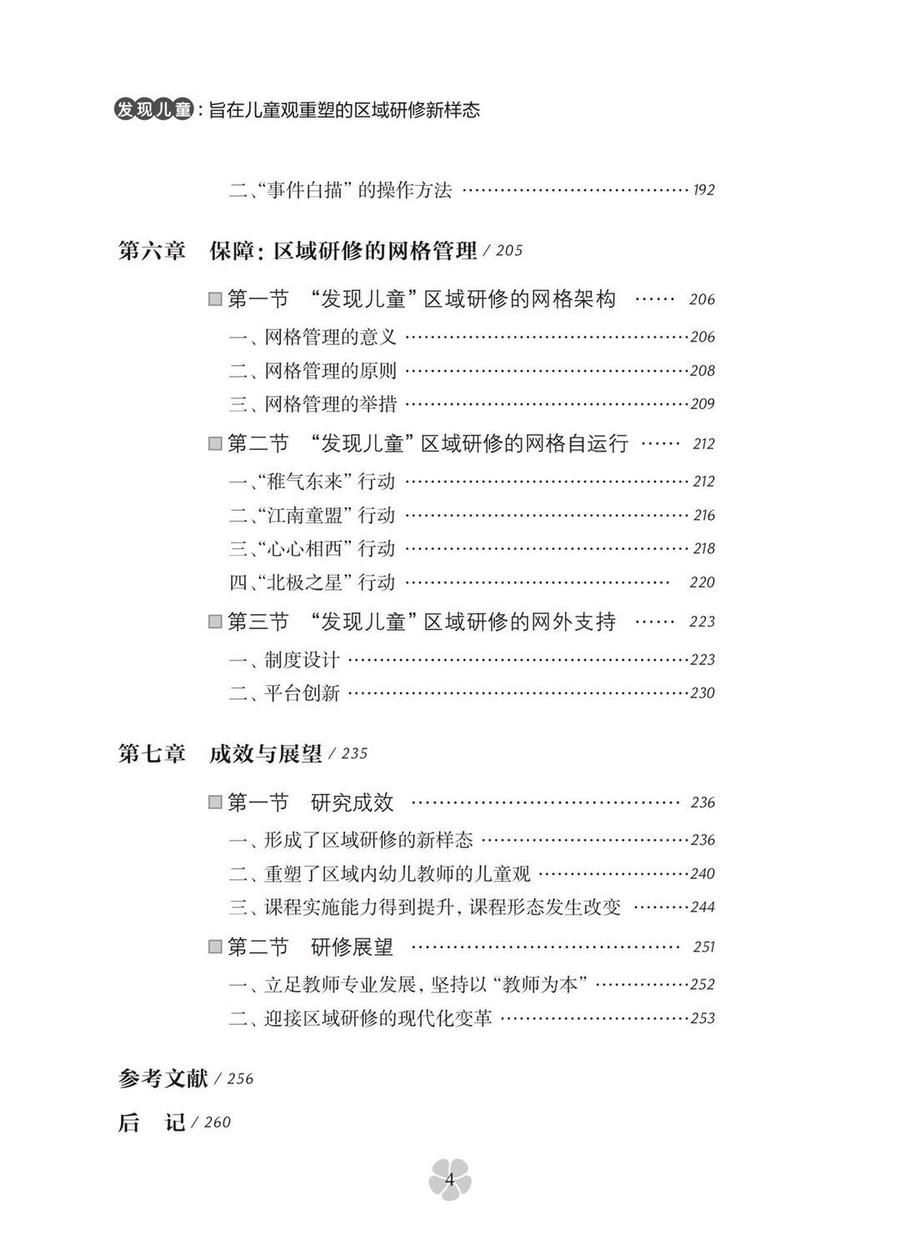 发现儿童：旨在儿童观重塑的区域研修新样态
二、“事件白描”的操作方法 …………………………… 192
第六章 保障：区域研修的网格管理 / 205
第一节 “发现儿童”区域研修的网格架构 …… 206
一、网格管理的意义 …………………………………… 206
二、网格管理的原则 …………………………………… 208
三、网格管理的举措 …………………………………… 209
第二节 “发现儿童”区域研修的网格自运行 …… 212
一、“稚气东来”行动 …………………………………… 212
二、“江南童盟”行动 …………………………………… 216
三、“心心相西”行动 …………………………………… 218
四、“北极之星”行动 …………………………………… 220
第三节 “发现儿童”区域研修的网外支持 …… 223
一、制度设计 …………………………………………… 223
二、平台创新 …………………………………………… 230
第七章 成效与展望 / 235
第一节 研究成效 ………………………………… 236
一、形成了区域研修的新样态 ………………………… 236
二、重塑了区域内幼儿教师的儿童观 ………………… 240
三、课程实施能力得到提升，课程形态发生改变 ……… 244
第二节 研修展望 ………………………………… 251
一、立足教师专业发展，坚持以“教师为本” ………… 252
二、迎接区域研修的现代化变革 ……………………… 253
参考文献 / 256
后 记 / 260
4